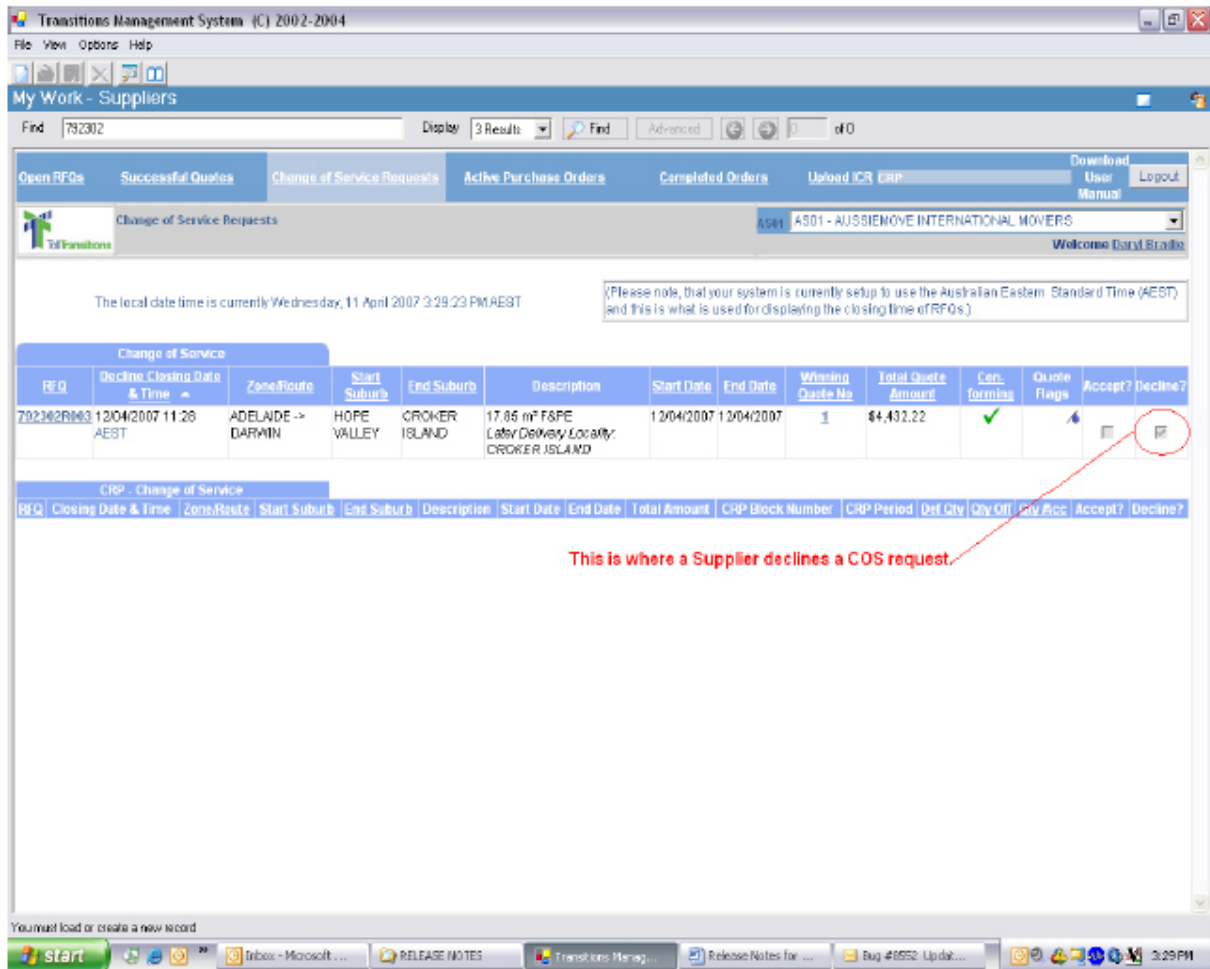 Transitions Management System (C) 2002-2004
File View Options Help
My Work - Suppliers
Find 792302 Display 3 Results Find Advanced 0 of 0
Open RFQs Successful Quotes Change of Service Requests Active Purchase Orders Completed Orders Upload ICR CRP Download User Manual Logout
Toll Transitions Change of Service Requests AS01 AS01 - AUSSIEMOVE INTERNATIONAL MOVERS
Welcome Daryl Bradie
The local date time is currently Wednesday, 11 April 2007 3:29:23 PM AEST
(Please note, that your system is currently setup to use the Australian Eastern Standard Time (AEST)
and this is what is used for displaying the closing time of RFQs.)
Change of Service
RFQ Decline Closing Date & Time Zone/Route Start Suburb End Suburb Description Start Date End Date Winning Quote No Total Quote Amount Con. forming Quote Flags Accept? Decline?
792302R003 12/04/2007 11:28 AEST ADELAIDE -> DARWIN HOPE VALLEY CROKER ISLAND 17.85 m³ F&PE Later Delivery Locality: CROKER ISLAND 12/04/2007 12/04/2007 1 $4,432.22
CRP - Change of Service
RFQ Closing Date & Time Zone/Route Start Suburb End Suburb Description Start Date End Date Total Amount CRP Block Number CRP Period Def Qty Qty Off Qty Acc Accept? Decline?
This is where a Supplier declines a COS request.
You must load or create a new record
start Inbox - Microsoft ... RELEASE NOTES Transitions Manag... Release Notes for ... Bug #8552 Updat... 3:29 PM